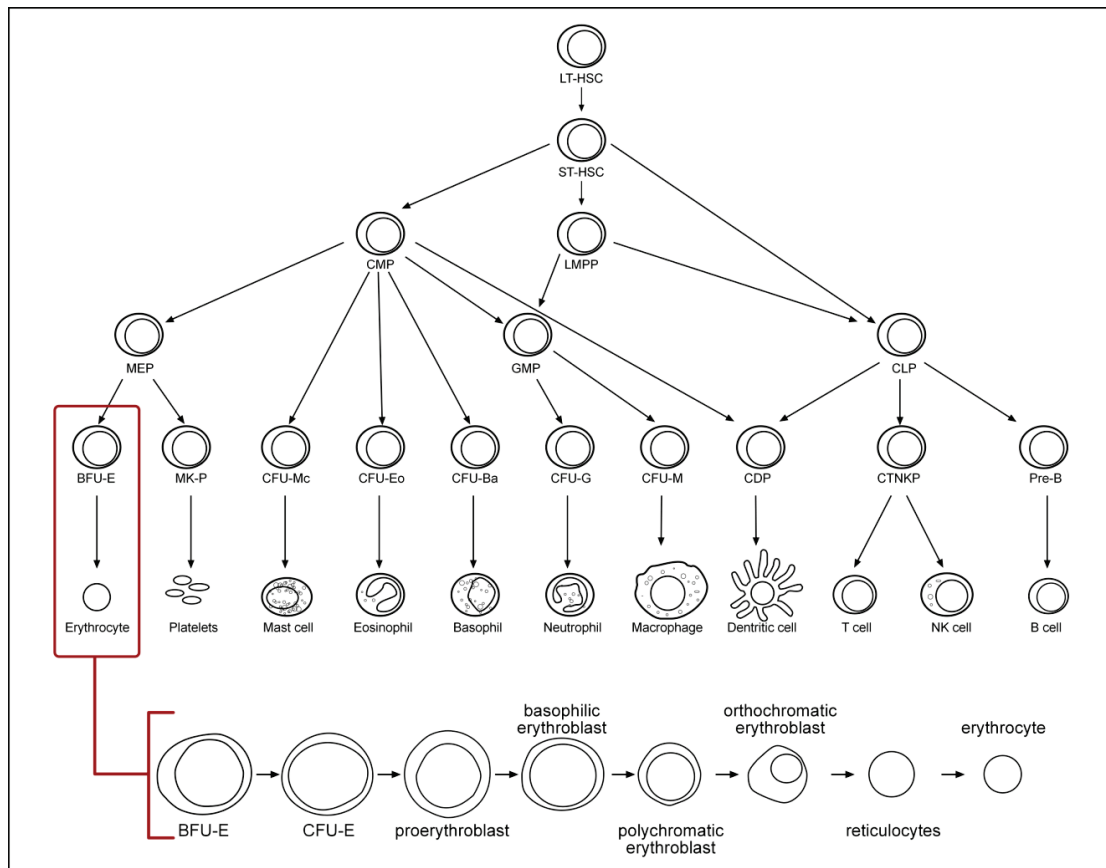 LT-HSC
ST-HSC
CMP
LMPP
MEP
GMP
CLP
BFU-E
MK-P
CFU-Mc
CFU-Eo
CFU-Ba
CFU-G
CFU-M
CDP
CTNKP
Pre-B
Erythrocyte
Platelets
Mast cell
Eosinophil
Basophil
Neutrophil
Macrophage
Dentritic cell
T cell
NK cell
B cell
basophilic
erythroblast
orthochromatic
erythroblast
erythrocyte
BFU-E
CFU-E
proerythroblast
polychromatic
erythroblast
reticulocytes